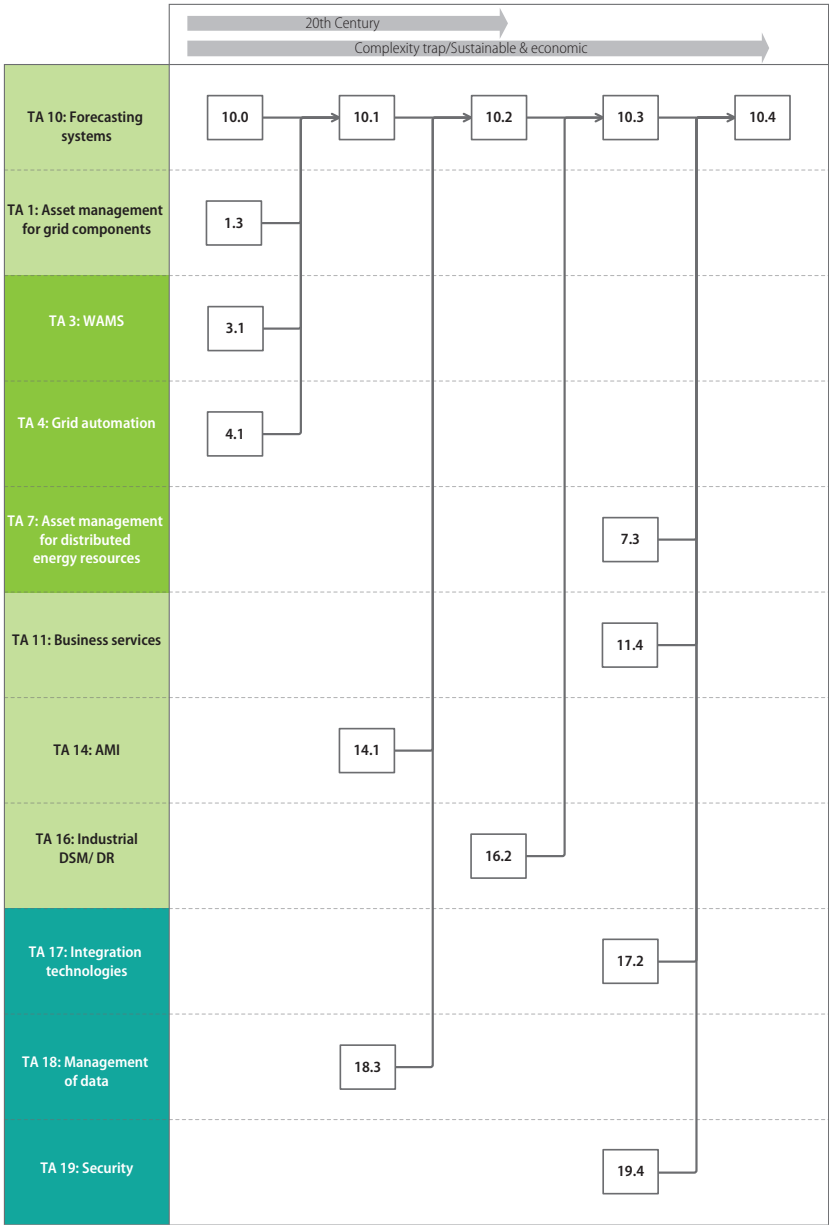 20th Century
Complexity trap/Sustainable & economic
TA 10: Forecasting
systems
10.0
10.1
10.2
10.3
10.4
TA 1: Asset management
for grid components
1.3
TA 3: WAMS
3.1
TA 4: Grid automation
4.1
TA 7: Asset management
for distributed
energy resources
7.3
TA 11: Business services
11.4
TA 14: AMI
14.1
TA 16: Industrial
DSM/ DR
16.2
TA 17: Integration
technologies
17.2
TA 18: Management
of data
18.3
TA 19: Security
19.4